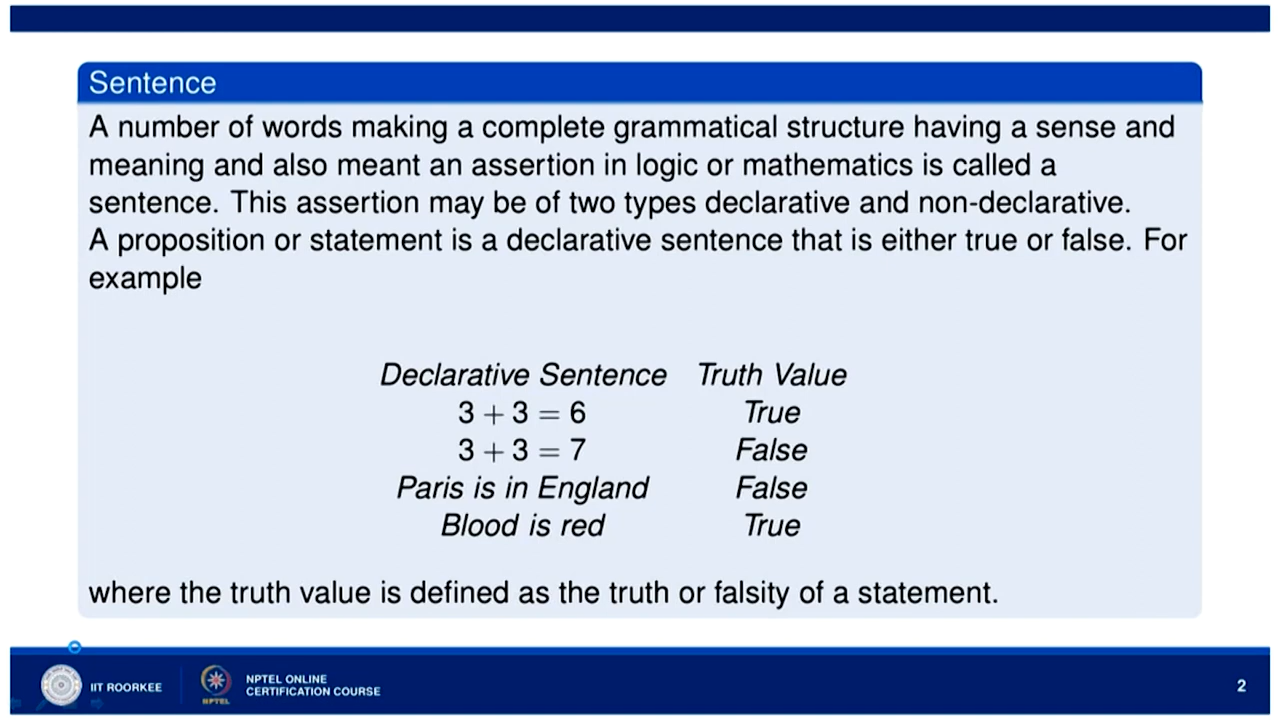 Sentence
A number of words making a complete grammatical structure having a sense and
meaning and also meant an assertion in logic or mathematics is called a
sentence. This assertion may be of two types declarative and non-declarative.
A proposition or statement is a declarative sentence that is either true or false. For
example
Declarative Sentence Truth Value
3 + 3 = 6 True
3 + 3 = 7 False
Paris is in England False
Blood is red True
where the truth value is defined as the truth or falsity of a statement.
IIT ROORKEE
NPTEL
NPTEL ONLINE
CERTIFICATION COURSE
2